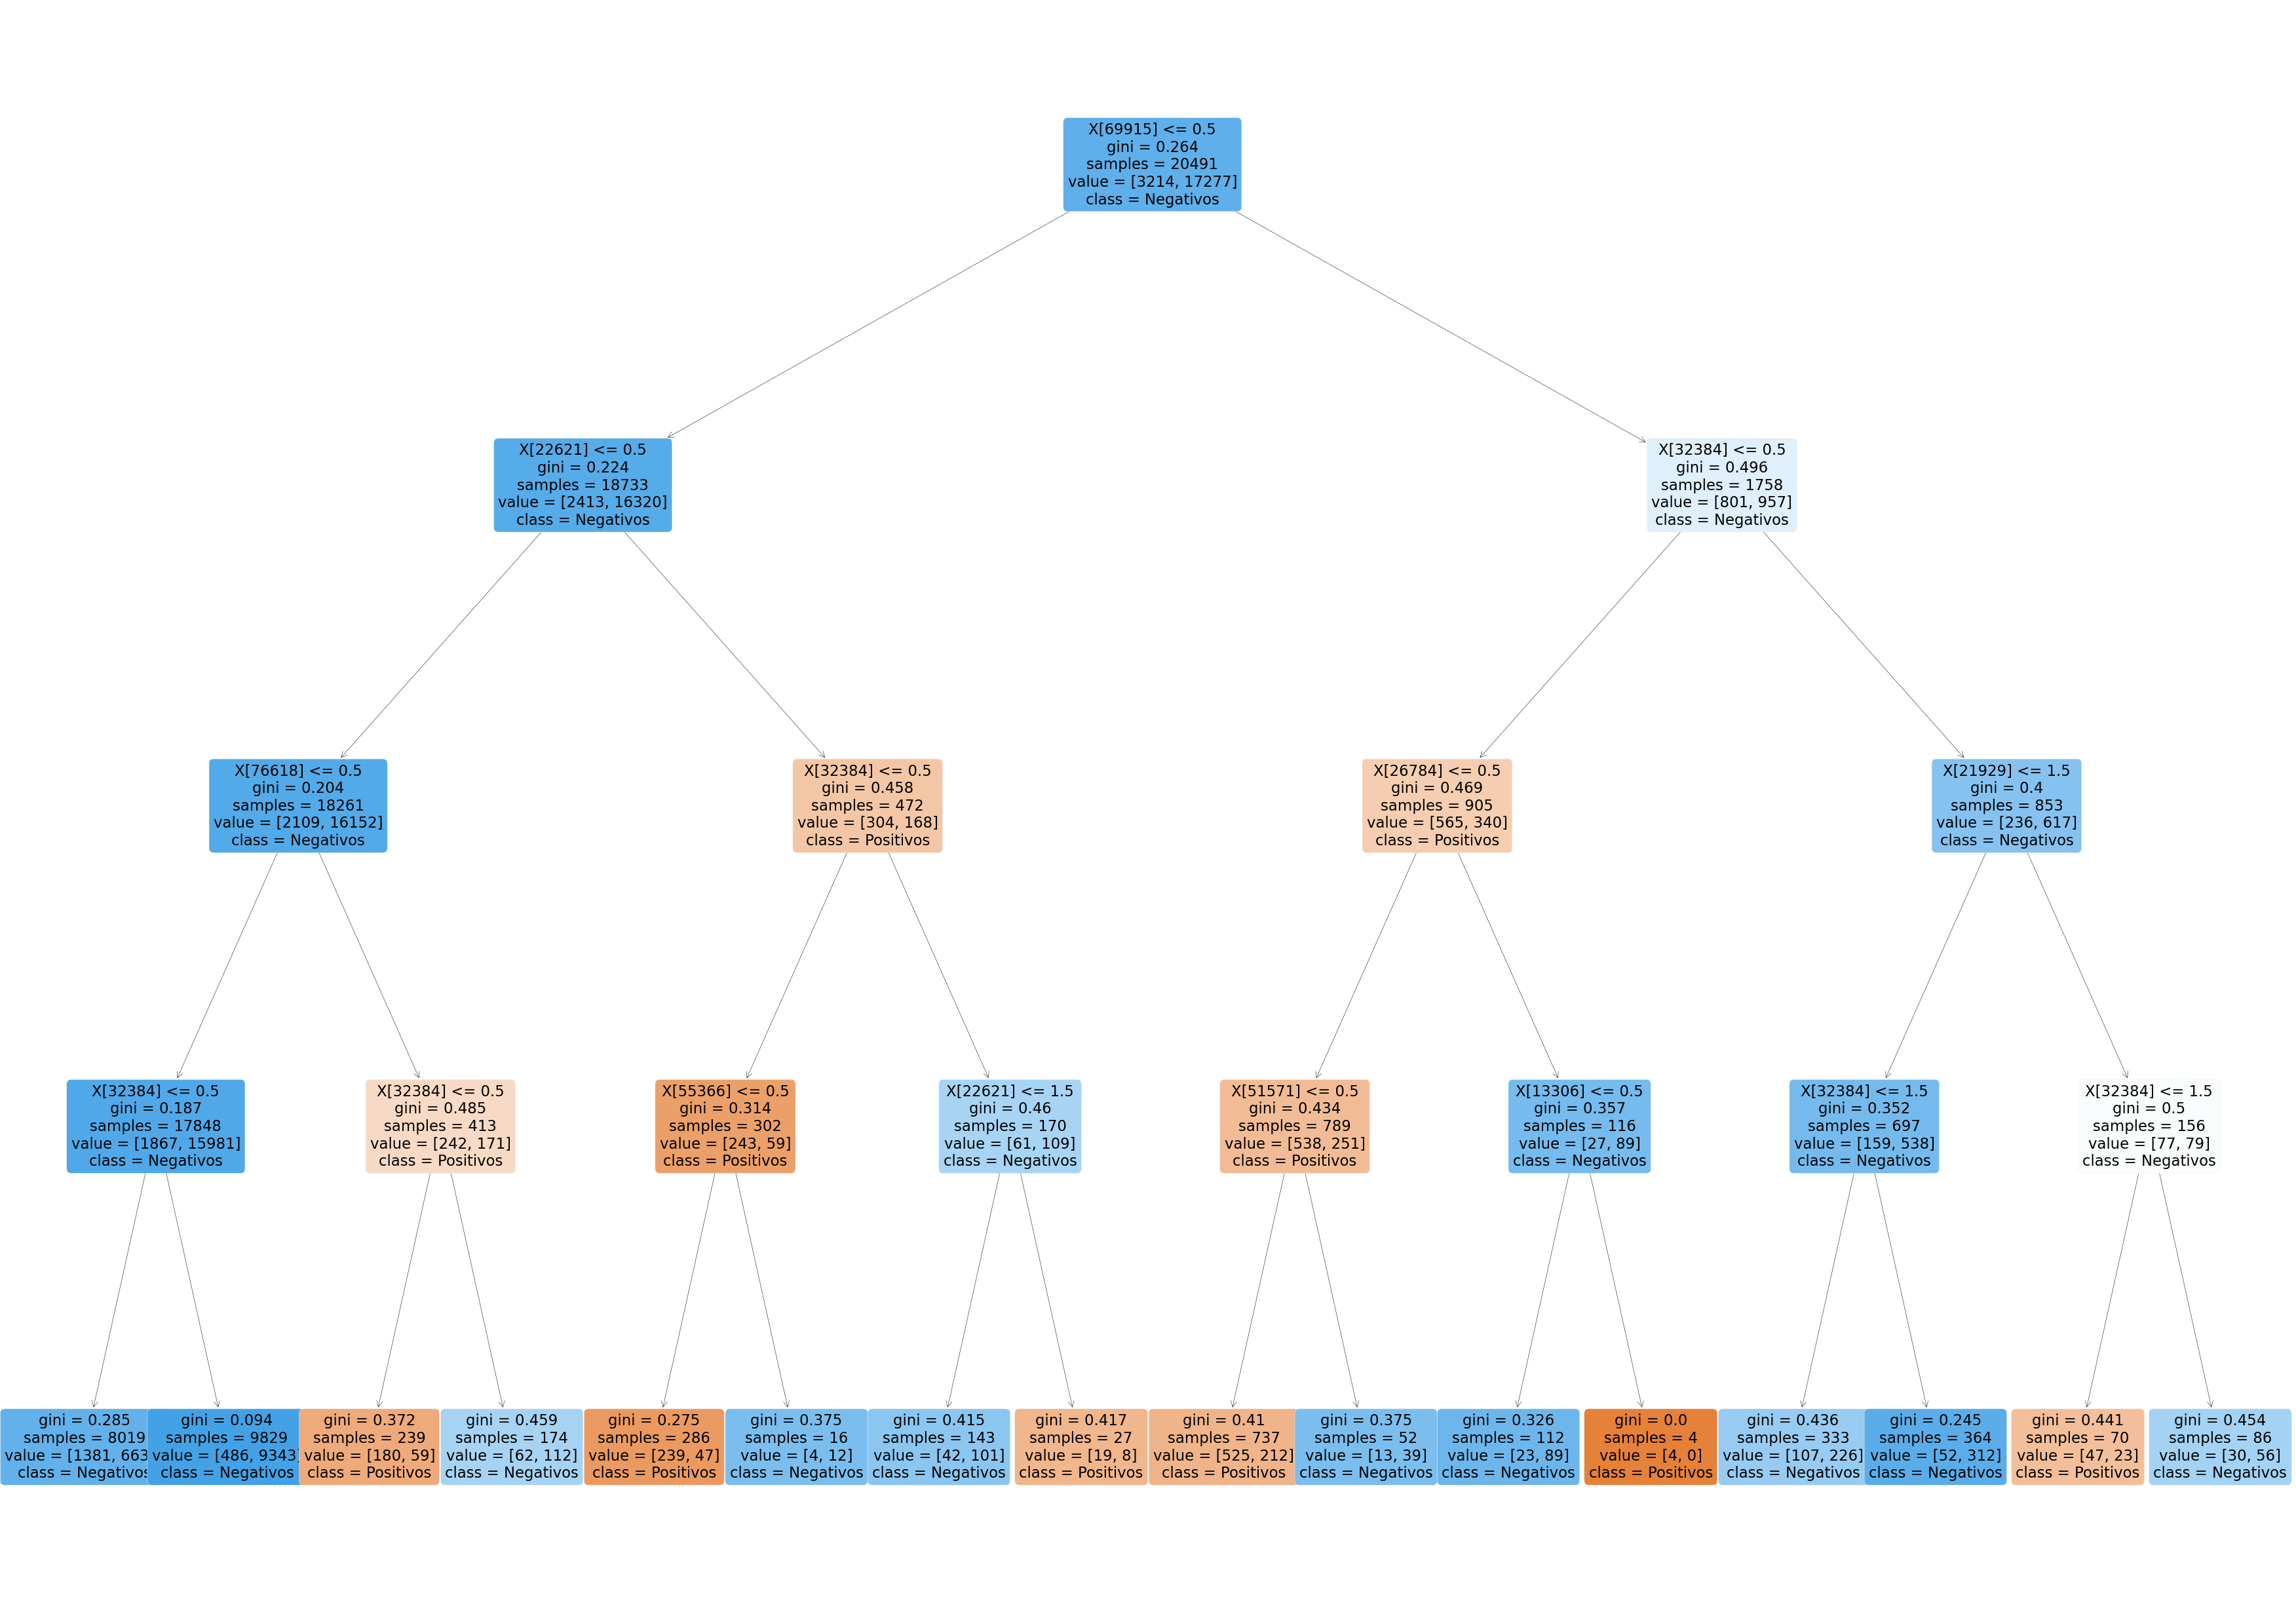 X[69915] <= 0.5
gini = 0.264
samples = 20491
value = [3214, 17277]
class = Negativos
X[22621] <= 0.5
gini = 0.224
samples = 18733
value = [2413, 16320]
class = Negativos
X[32384] <= 0.5
gini = 0.496
samples = 1758
value = [801, 957]
class = Negativos
X[76618] <= 0.5
gini = 0.204
samples = 18261
value = [2109, 16152]
class = Negativos
X[32384] <= 0.5
gini = 0.458
samples = 472
value = [304, 168]
class = Positivos
X[26784] <= 0.5
gini = 0.469
samples = 905
value = [565, 340]
class = Positivos
X[21929] <= 1.5
gini = 0.4
samples = 853
value = [236, 617]
class = Negativos
X[32384] <= 0.5
gini = 0.187
samples = 17848
value = [1867, 15981]
class = Negativos
X[32384] <= 0.5
gini = 0.485
samples = 413
value = [242, 171]
class = Positivos
X[55366] <= 0.5
gini = 0.314
samples = 302
value = [243, 59]
class = Positivos
X[22621] <= 1.5
gini = 0.46
samples = 170
value = [61, 109]
class = Negativos
X[51571] <= 0.5
gini = 0.434
samples = 789
value = [538, 251]
class = Positivos
X[13306] <= 0.5
gini = 0.357
samples = 116
value = [27, 89]
class = Negativos
X[32384] <= 1.5
gini = 0.352
samples = 697
value = [159, 538]
class = Negativos
X[32384] <= 1.5
gini = 0.5
samples = 156
value = [77, 79]
class = Negativos
gini = 0.285
samples = 8019
value = [1381, 663
class = Negativos
gini = 0.094
samples = 9829
value = [486, 9343]
class = Negativos
gini = 0.372
samples = 239
value = [180, 59]
class = Positivos
gini = 0.459
samples = 174
value = [62, 112]
class = Negativos
gini = 0.275
samples = 286
value = [239, 47]
class = Positivos
gini = 0.375
samples = 16
value = [4, 12]
class = Negativos
gini = 0.415
samples = 143
value = [42, 101]
class = Negativos
gini = 0.417
samples = 27
value = [19, 8]
class = Positivos
gini = 0.41
samples = 737
value = [525, 212]
class = Positivos
gini = 0.375
samples = 52
value = [13, 39]
class = Negativos
gini = 0.326
samples = 112
value = [23, 89]
class = Negativos
gini = 0.0
samples = 4
value = [4, 0]
class = Positivos
gini = 0.436
samples = 333
value = [107, 226]
class = Negativos
gini = 0.245
samples = 364
value = [52, 312]
class = Negativos
gini = 0.441
samples = 70
value = [47, 23]
class = Positivos
gini = 0.454
samples = 86
value = [30, 56]
class = Negativos